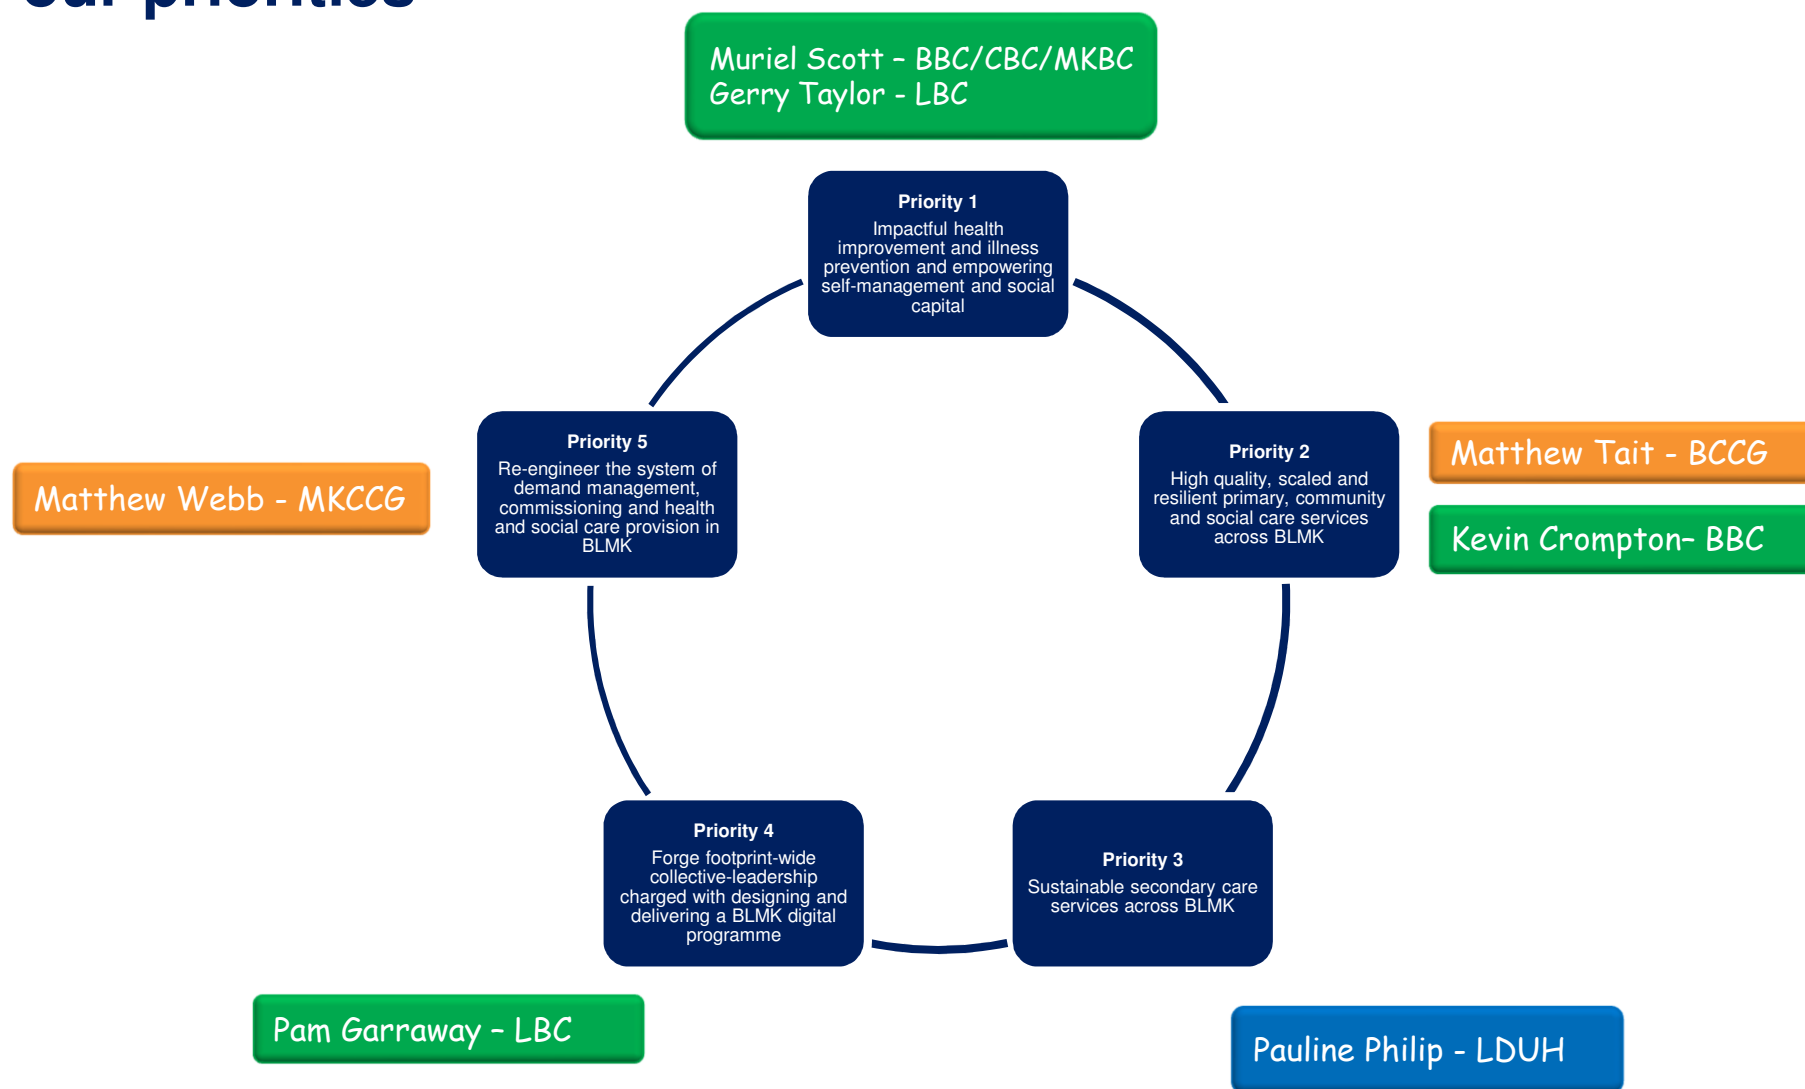 our priorities
Muriel Scott – BBC/CBC/MKBC
Gerry Taylor - LBC
Priority 1
Impactful health
improvement and illness
prevention and empowering
self-management and social
capital
Priority 5
Re-engineer the system of
demand management,
commissioning and health
and social care provision in
BLMK
Priority 2
High quality, scaled and
resilient primary, community
and social care services
across BLMK
Matthew Tait - BCCG
Matthew Webb - MKCCG
Kevin Crompton– BBC
Priority 4
Forge footprint-wide
collective-leadership
charged with designing and
delivering a BLMK digital
programme
Priority 3
Sustainable secondary care
services across BLMK
Pam Garraway – LBC
Pauline Philip - LDUH